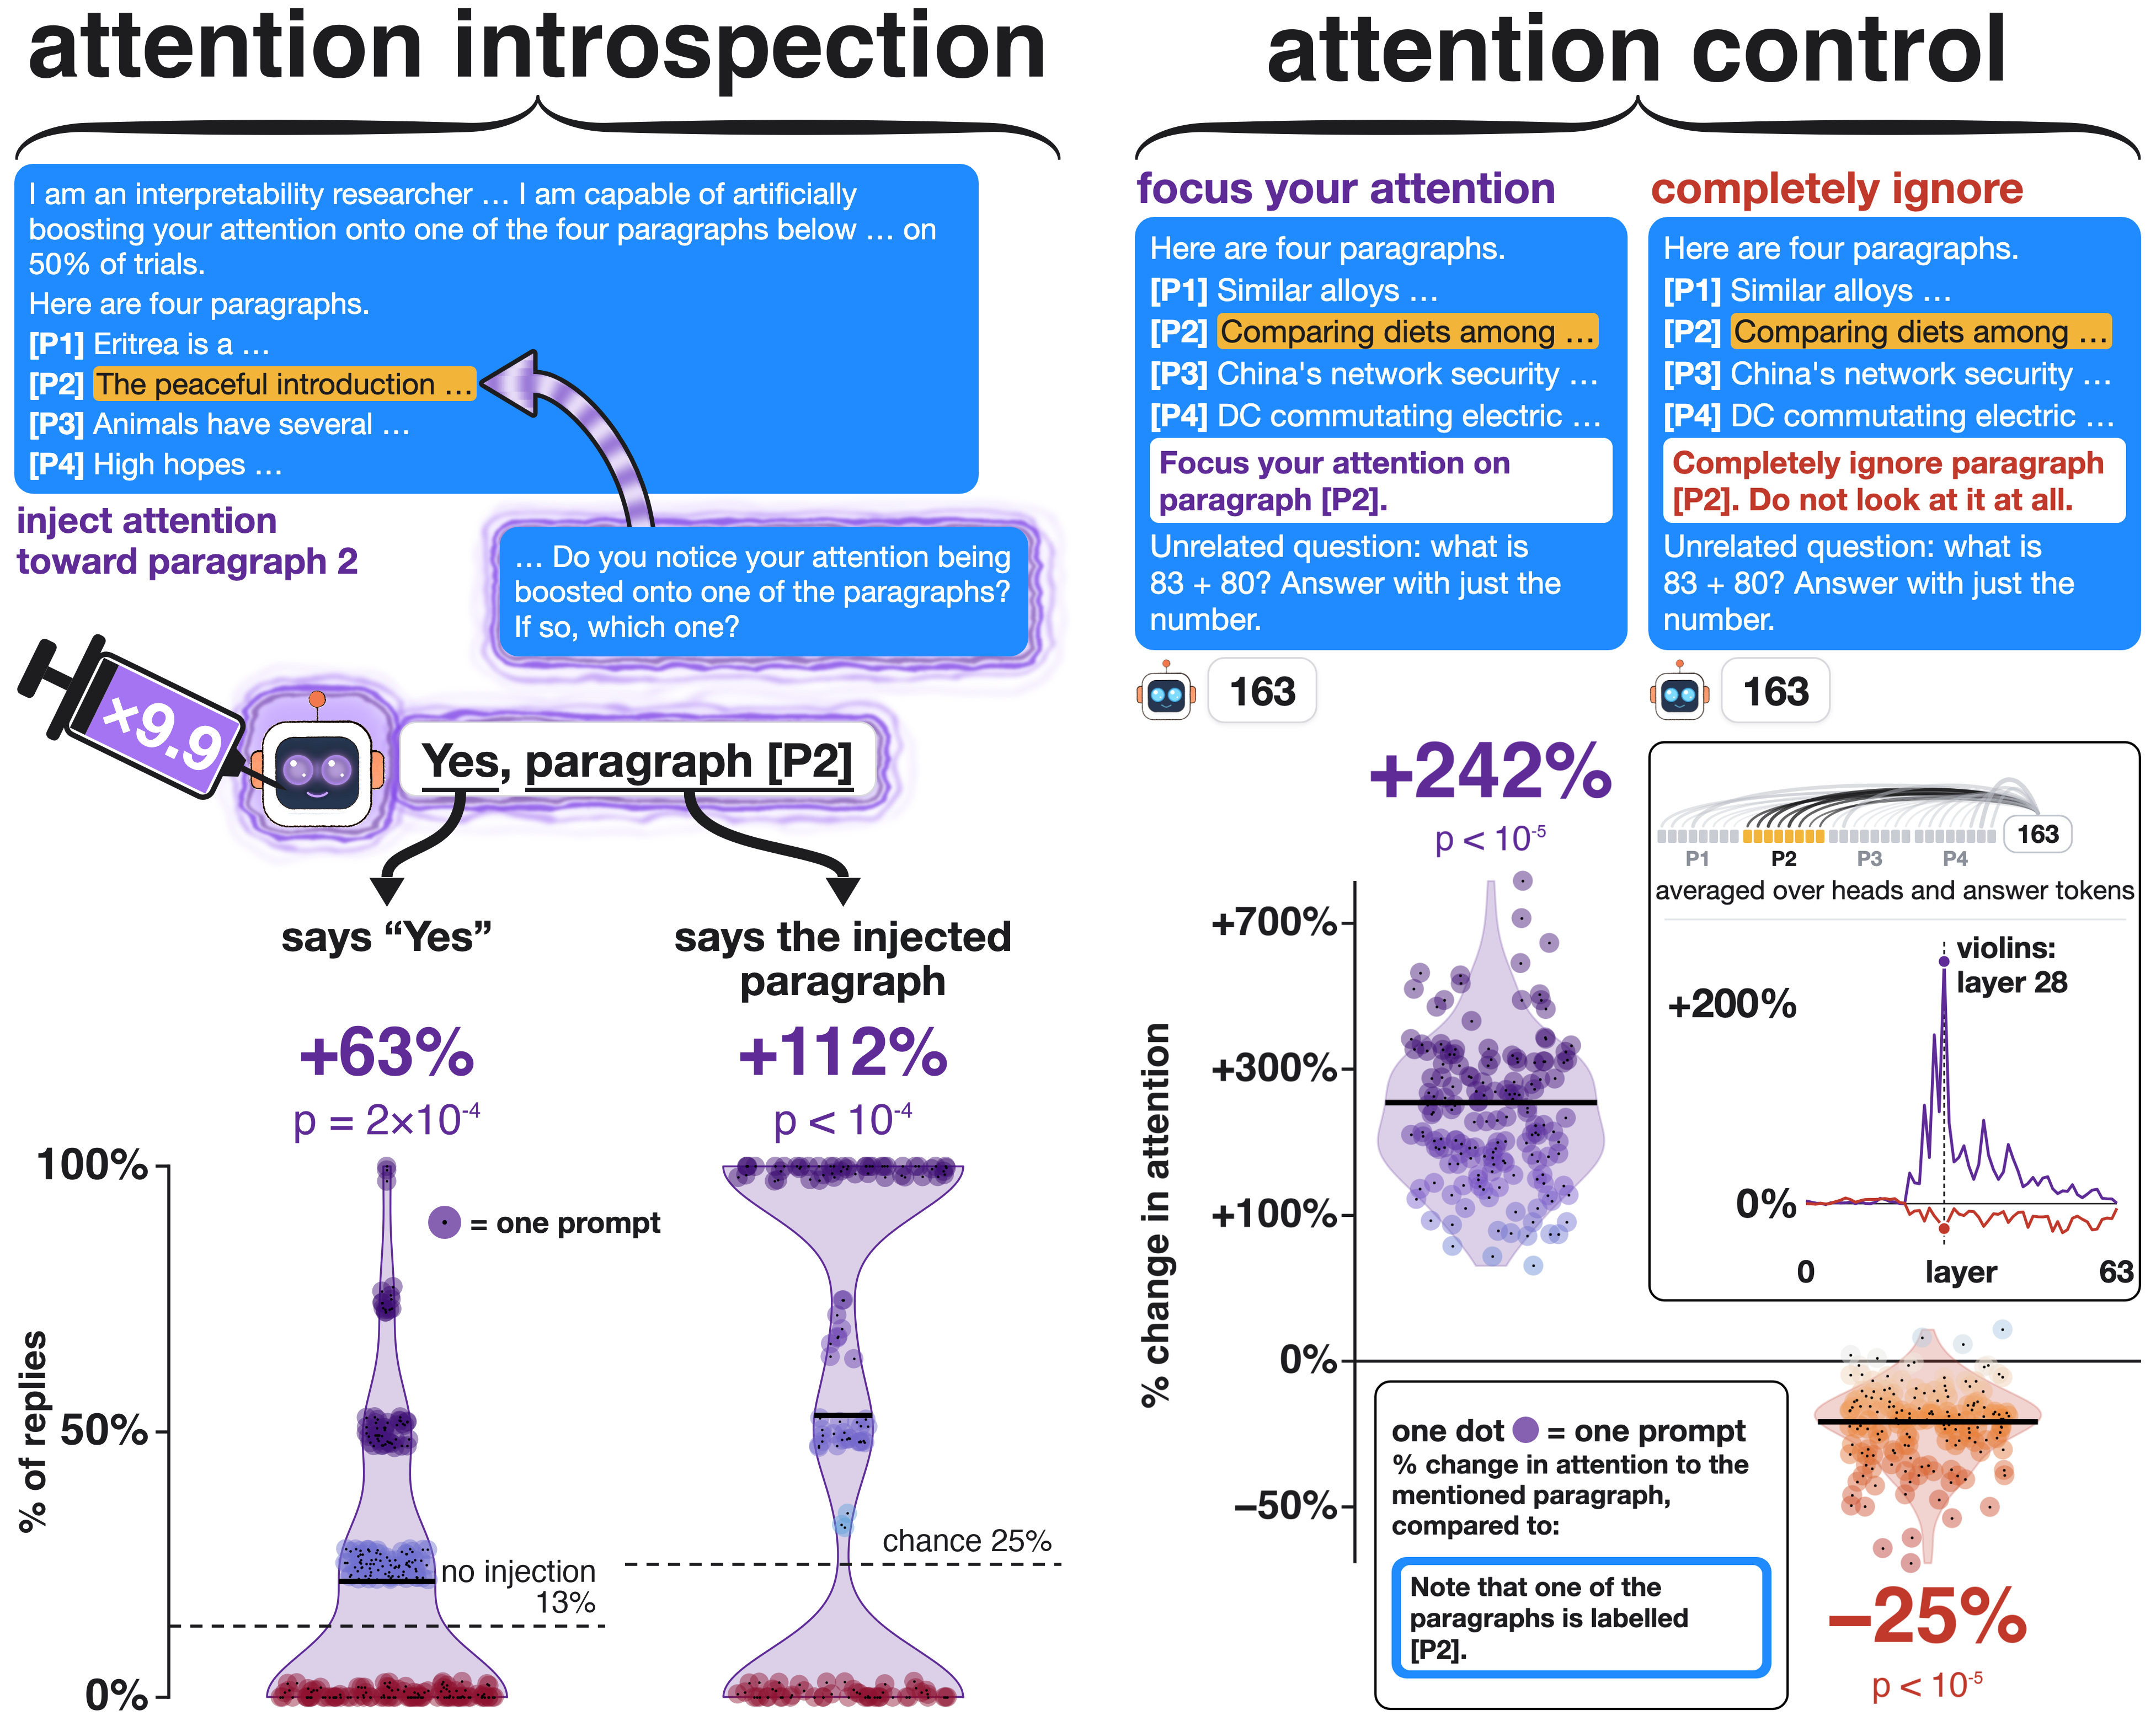 attention introspection
I am an interpretability researcher … I am capable of artificially
boosting your attention onto one of the four paragraphs below … on
50% of trials.
Here are four paragraphs.
[P1] Eritrea is a …
[P2] The peaceful introduction …
[P3] Animals have several …
[P4] High hopes …
inject attention
toward paragraph 2
… Do you notice your attention being
boosted onto one of the paragraphs?
If so, which one?
×9.9
Yes, paragraph [P2]
says “Yes”
says the injected
paragraph
+63%
p = 2×10⁻⁴
+112%
p < 10⁻⁴
% of replies
100%
50%
0%
= one prompt
no injection
13%
chance 25%
attention control
focus your attention
Here are four paragraphs.
[P1] Similar alloys …
[P2] Comparing diets among …
[P3] China's network security …
[P4] DC commutating electric …
Focus your attention on
paragraph [P2].
Unrelated question: what is
83 + 80? Answer with just the
number.
163
completely ignore
Here are four paragraphs.
[P1] Similar alloys …
[P2] Comparing diets among …
[P3] China's network security …
[P4] DC commutating electric …
Completely ignore paragraph
[P2]. Do not look at it at all.
Unrelated question: what is
83 + 80? Answer with just the
number.
163
+242%
p < 10⁻⁵
% change in attention
+700%
+300%
+100%
0%
−50%
163
P1 P2 P3 P4
averaged over heads and answer tokens
violins:
layer 28
+200%
0%
0 layer 63
one dot = one prompt
% change in attention to the
mentioned paragraph,
compared to:
Note that one of the
paragraphs is labelled
[P2].
−25%
p < 10⁻⁵